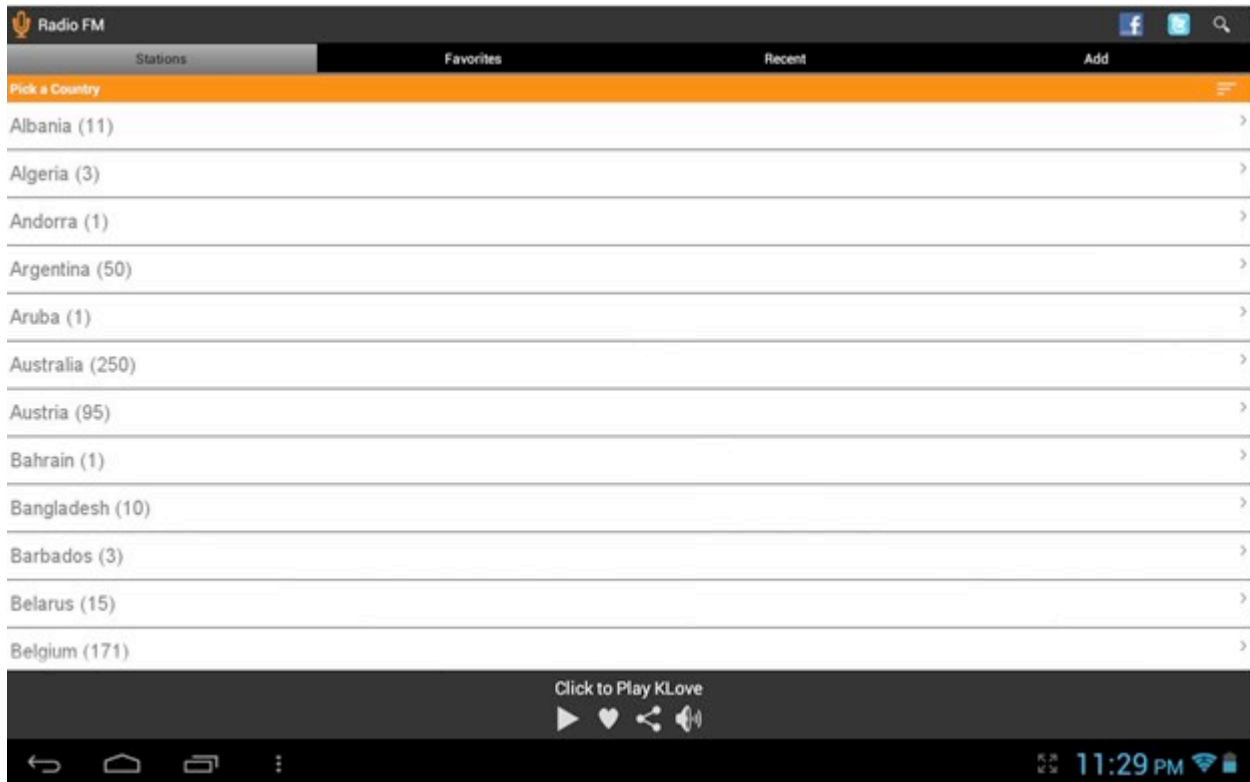 Radio FM
Stations Favorites Recent Add
Pick a Country
Albania (11)
Algeria (3)
Andorra (1)
Argentina (50)
Aruba (1)
Australia (250)
Austria (95)
Bahrain (1)
Bangladesh (10)
Barbados (3)
Belarus (15)
Belgium (171)
Click to Play KLove
11:29 PM